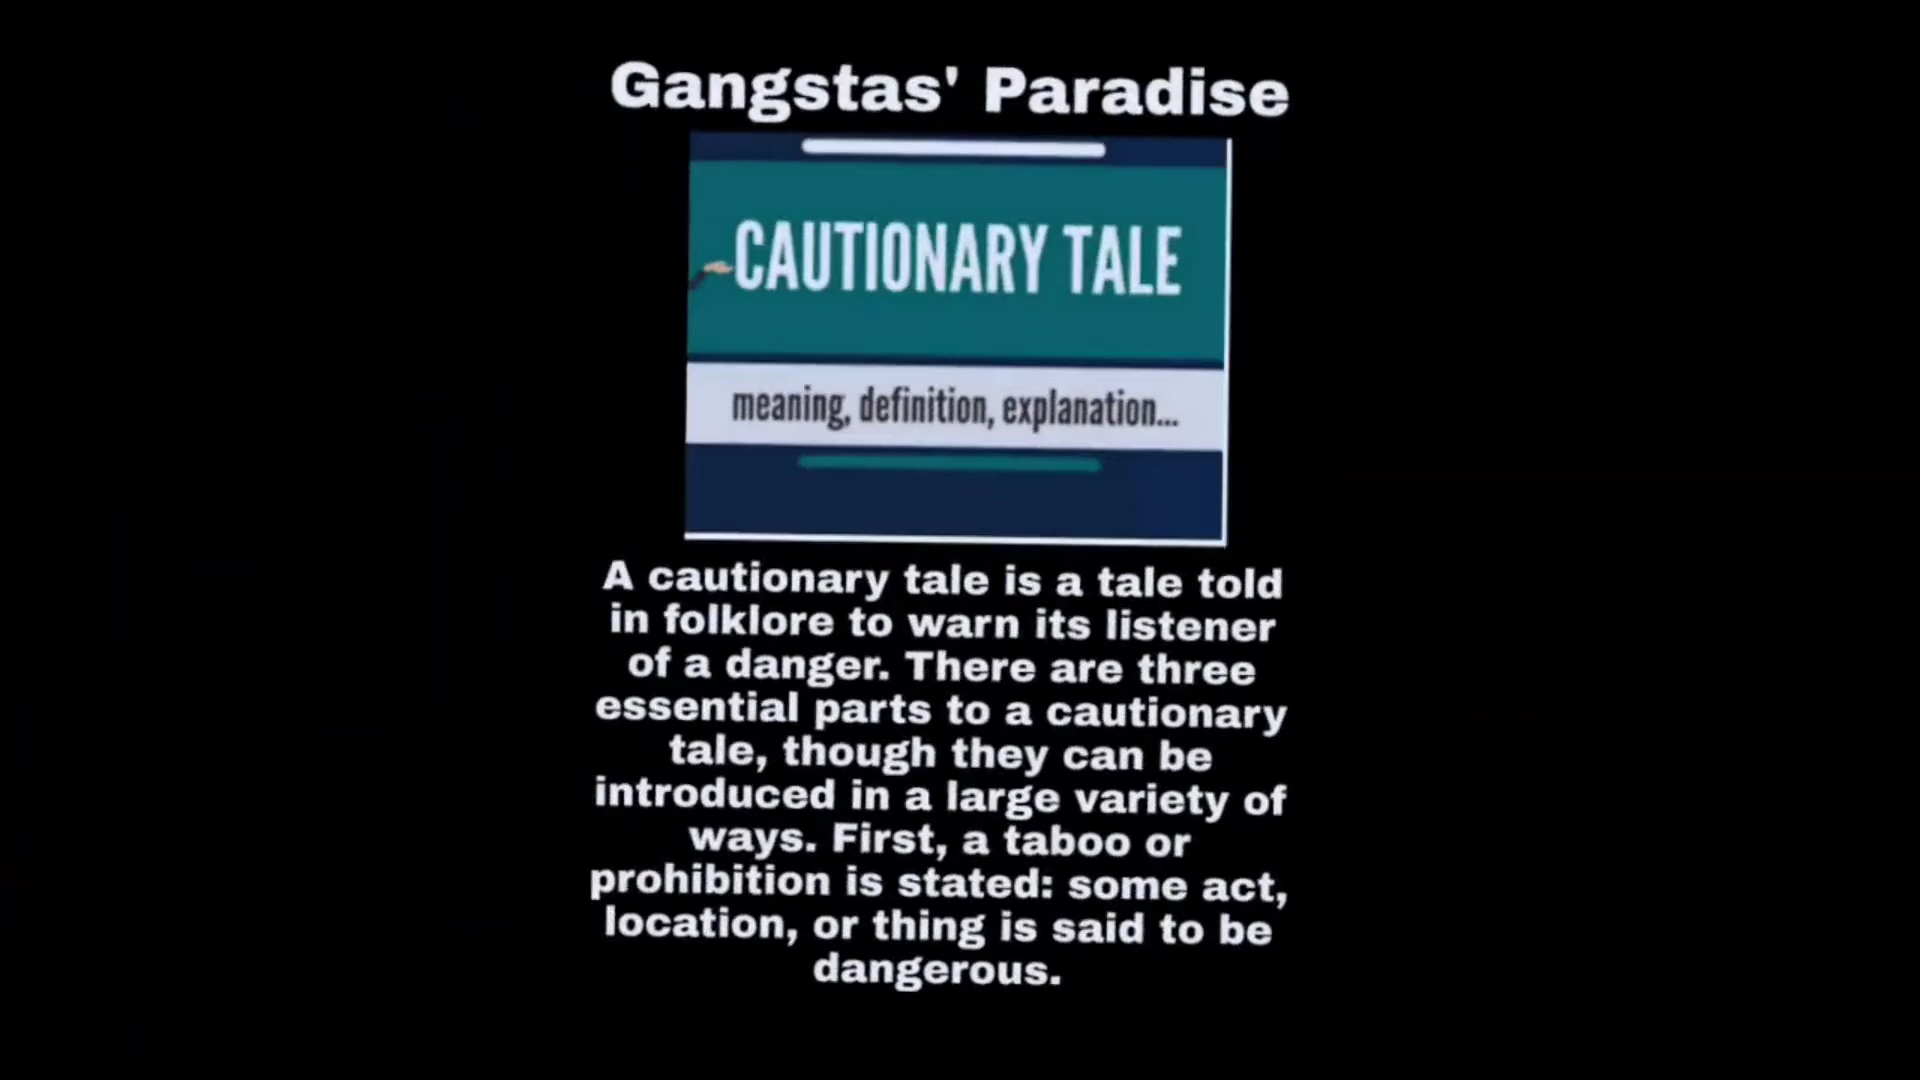 Gangstas' Paradise
CAUTIONARY TALE
meaning, definition, explanation...
A cautionary tale is a tale told
in folklore to warn its listener
of a danger. There are three
essential parts to a cautionary
tale, though they can be
introduced in a large variety of
ways. First, a taboo or
prohibition is stated: some act,
location, or thing is said to be
dangerous.